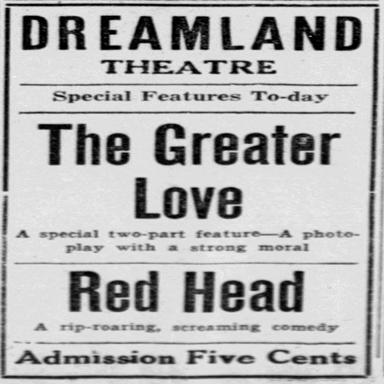 DREAMLAND
THEATRE
Special Features To-day
The Greater
Love
A special two-part feature—A photo-
play with a strong moral
Red Head
A rip-roaring, screaming comedy
Admission Five Cents